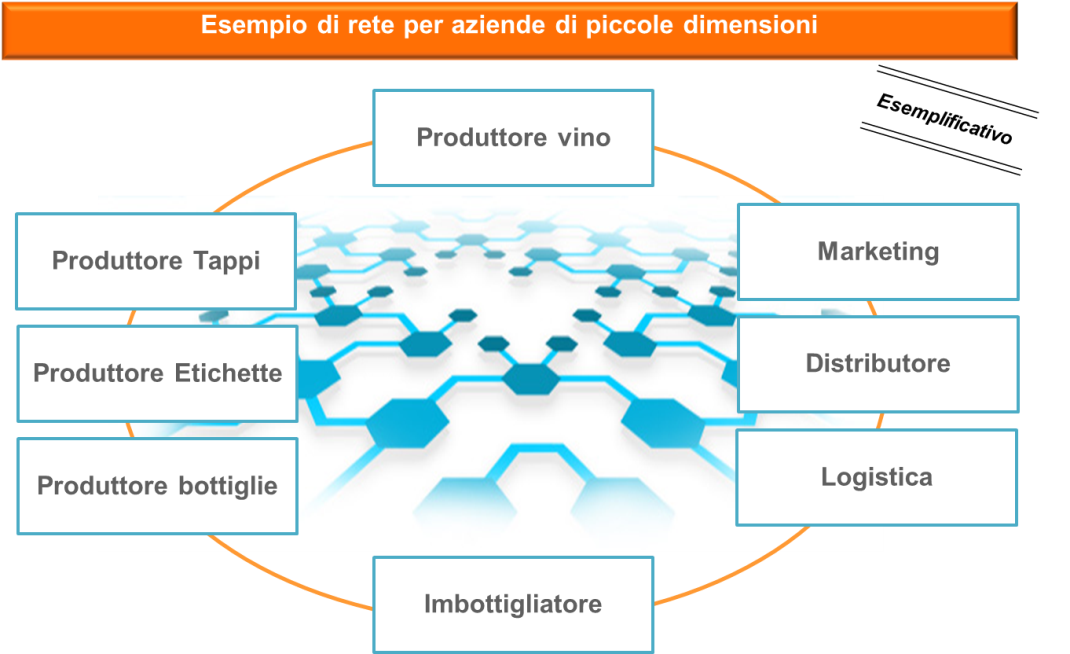 Esempio di rete per aziende di piccole dimensioni
Esemplificativo
Produttore vino
Produttore Tappi
Marketing
Produttore Etichette
Distributore
Produttore bottiglie
Logistica
Imbottigliatore